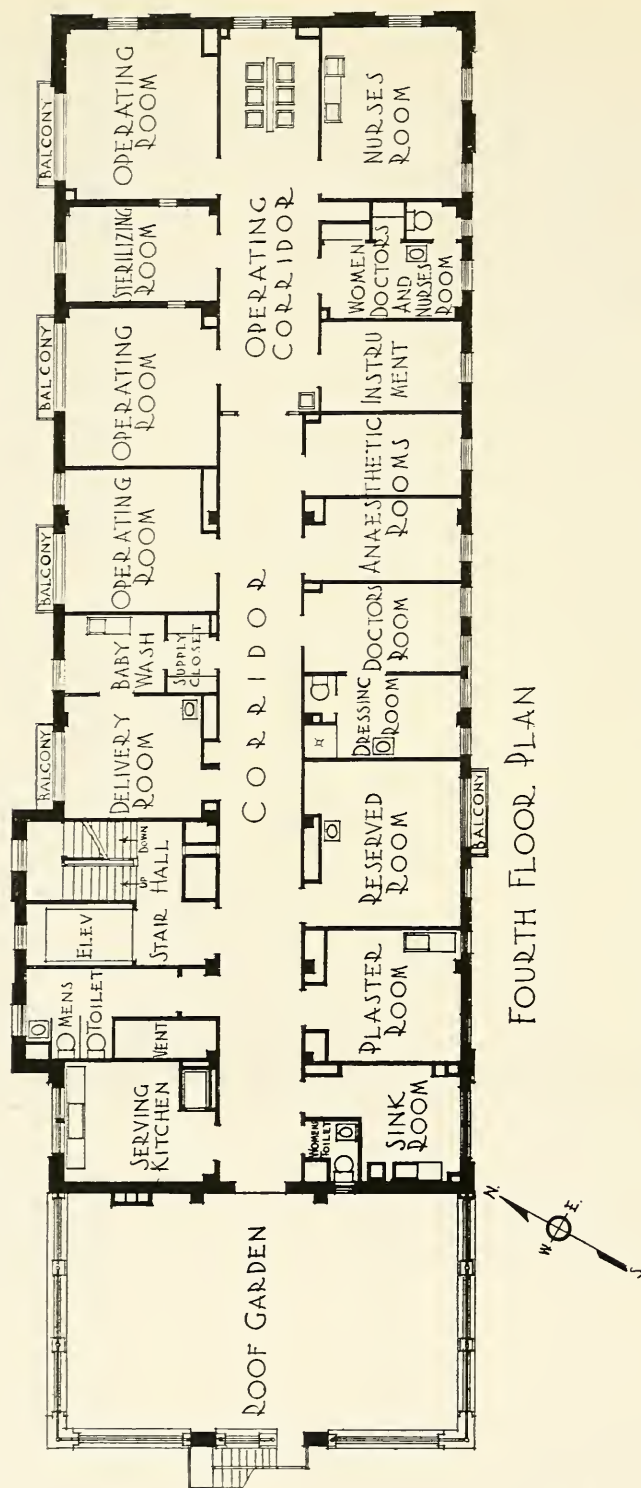 BALCONY
BALCONY
BALCONY
BALCONY
MENS
TOILET
ELEV
UP
DOWN
STAIR HALL
VENT
SERVING
KITCHEN
DELIVERY
ROOM
BABY
WASH
SUPPLY
CLOSET
OPERATING
ROOM
OPERATING
ROOM
STERILIZING
ROOM
OPERATING
ROOM
ROOF GARDEN
CORRIDOR
OPERATING
CORRIDOR
WOMENS
TOILET
SINK
ROOM
PLASTER
ROOM
RESERVED
ROOM
DRESSING
ROOM
DOCTORS
ROOM
ANAESTHETIC
ROOMS
INSTRU
MENT
WOMEN
DOCTORS
AND
NURSES
ROOM
NURSES
ROOM
BALCONY
FOURTH FLOOR PLAN
N.
W
E.
S